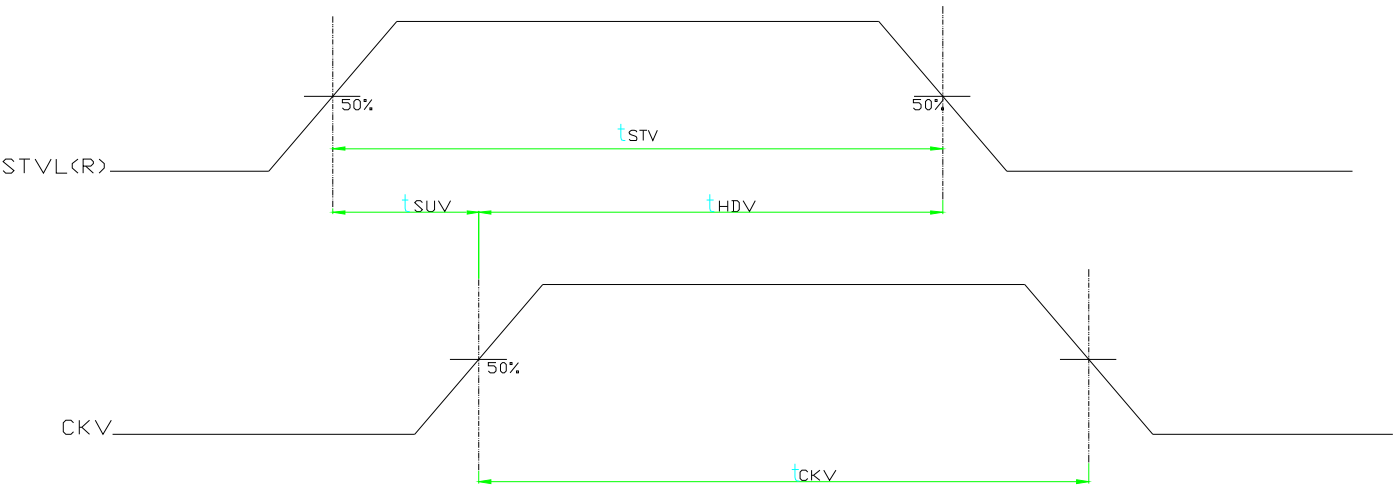 50%
50%
tSTV
STVL(R)
tSUV
tHDV
50%
CKV
tCKV